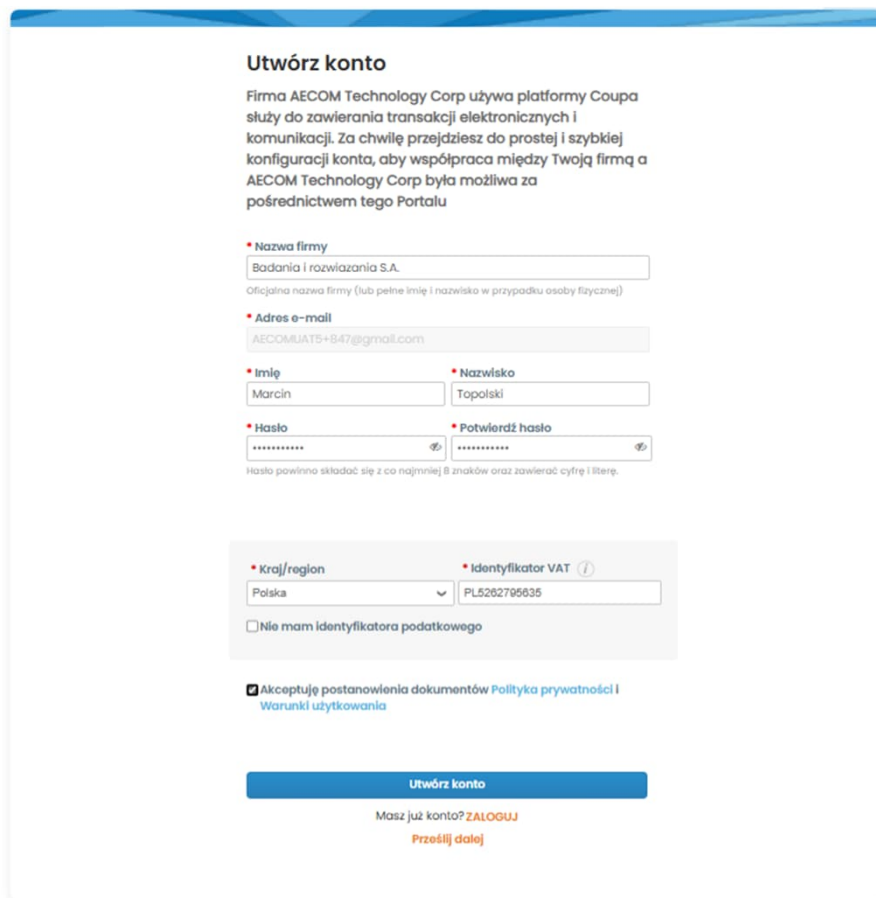 Utwórz konto
Firma AECOM Technology Corp używa platformy Coupa
służy do zawierania transakcji elektronicznych i
komunikacji. Za chwilę przejdziesz do prostej i szybkiej
konfiguracji konta, aby współpraca między Twoją firmą a
AECOM Technology Corp była możliwa za
pośrednictwem tego Portalu
* Nazwa firmy
Badania i rozwiazania S.A.
Oficjalna nazwa firmy (lub pełne imię i nazwisko w przypadku osoby fizycznej)
* Adres e-mail
AECOMUAT5+847@gmail.com
* Imię * Nazwisko
Marcin Topolski
* Hasło * Potwierdź hasło
••••••••••• •••••••••••
Hasło powinno składać się z co najmniej 8 znaków oraz zawierać cyfrę i literę.
* Kraj/region * Identyfikator VAT i
Polska PL5262795635
Nie mam identyfikatora podatkowego
Akceptuję postanowienia dokumentów Polityka prywatności i
Warunki użytkowania
Utwórz konto
Masz już konto? ZALOGUJ
Prześlij dalej